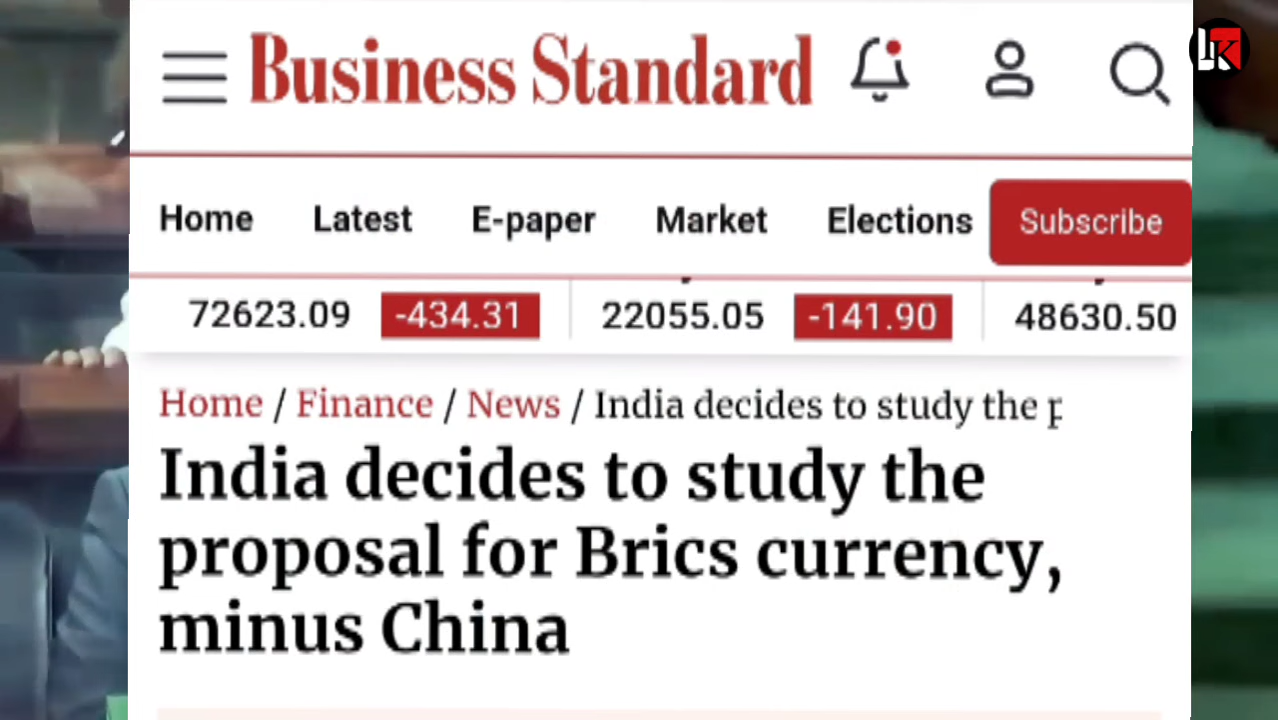 Business Standard
Home Latest E-paper Market Elections Subscribe
72623.09 -434.31 22055.05 -141.90 48630.50
Home / Finance / News / India decides to study the p
India decides to study the
proposal for Brics currency,
minus China